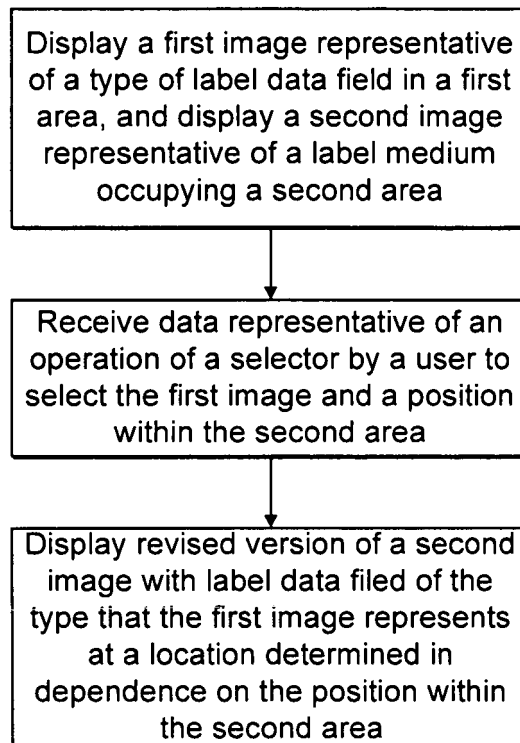 Display a first image representative
of a type of label data field in a first
area, and display a second image
representative of a label medium
occupying a second area
Receive data representative of an
operation of a selector by a user to
select the first image and a position
within the second area
Display revised version of a second
image with label data filed of the
type that the first image represents
at a location determined in
dependence on the position within
the second area